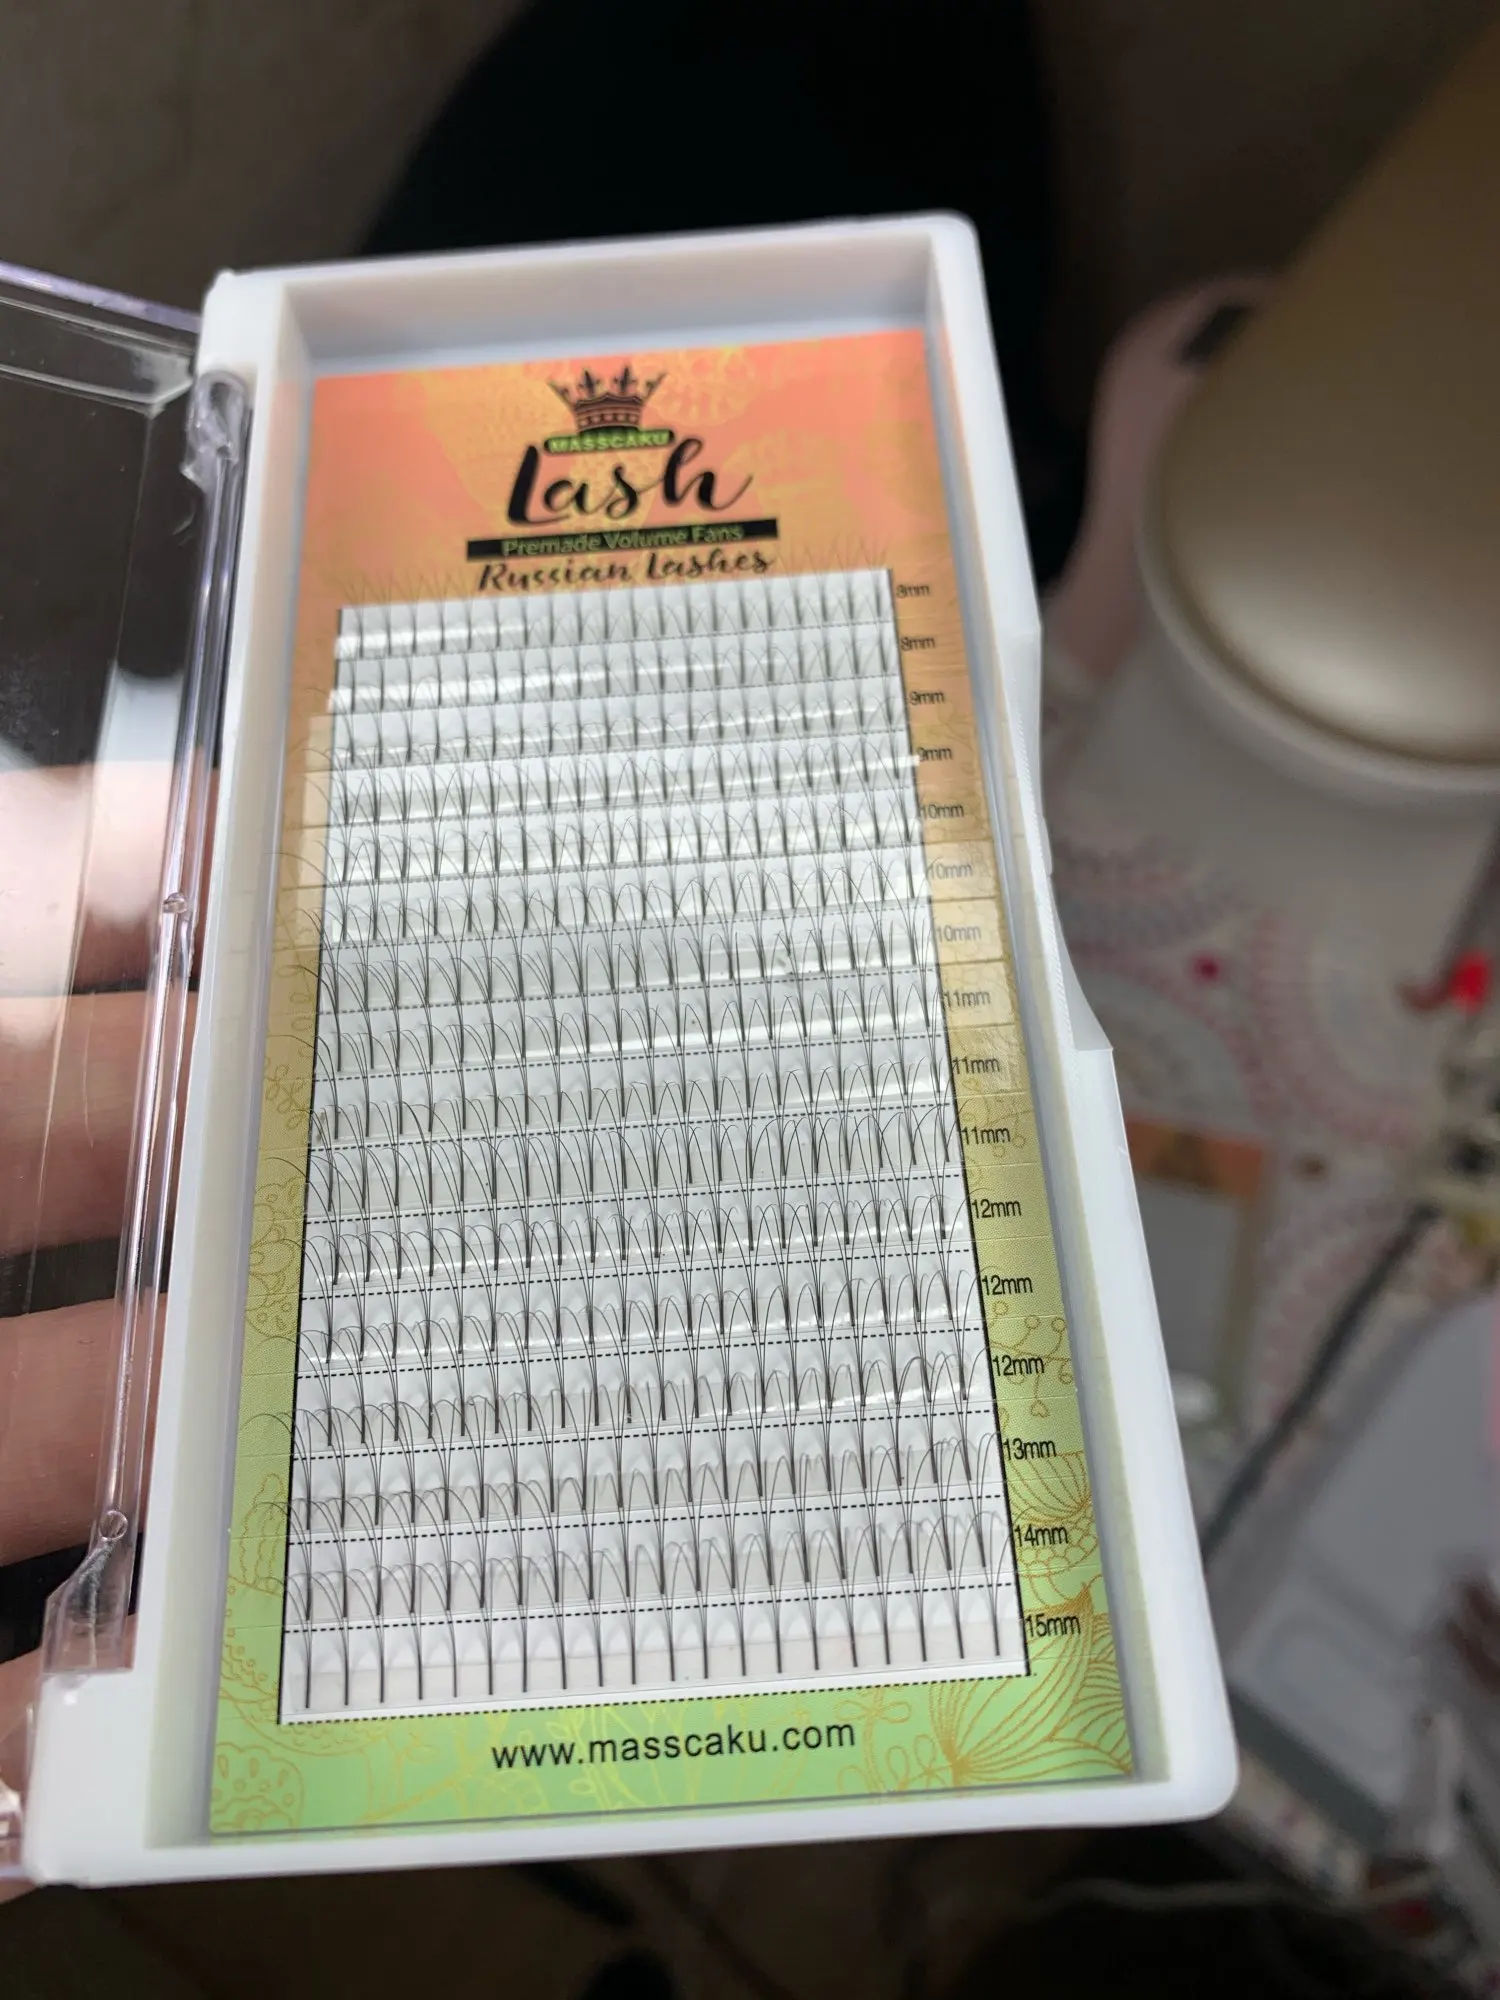 MASSCAKU
Lash
Premade Volume Fans
Russian Lashes
8mm
8mm
9mm
9mm
10mm
10mm
10mm
11mm
11mm
11mm
12mm
12mm
12mm
13mm
14mm
15mm
www.masscaku.com